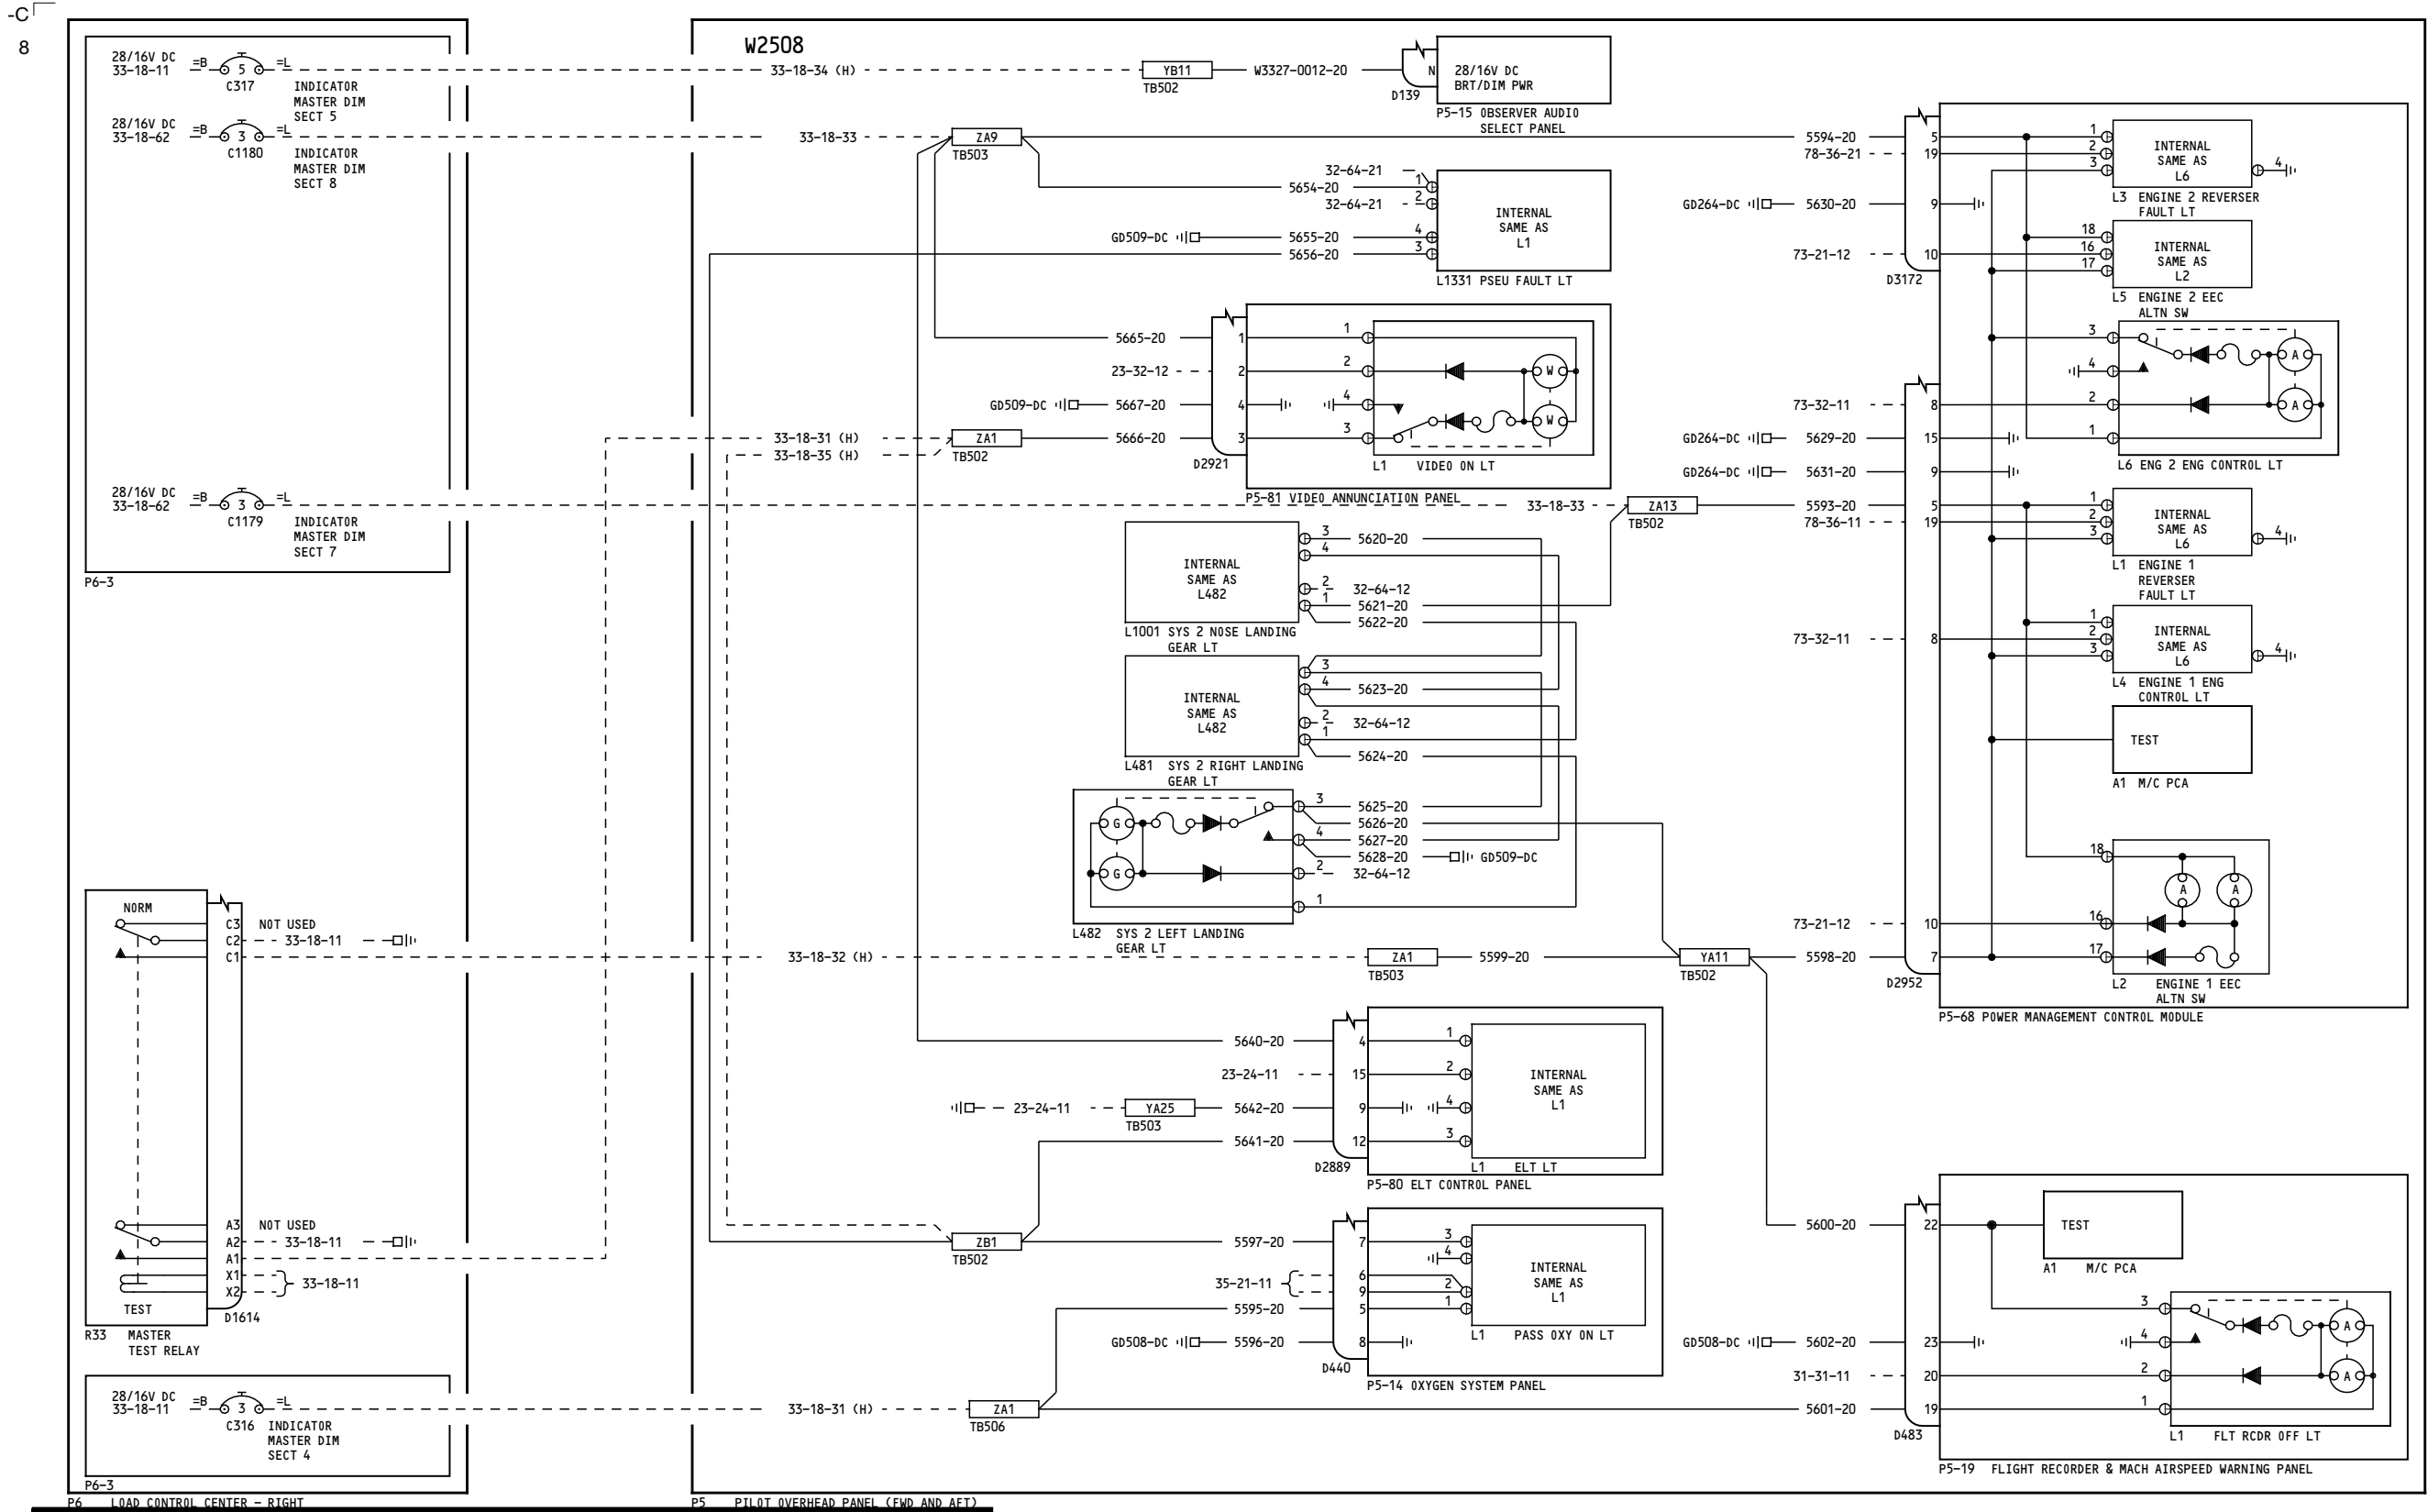 -C
8
W2508
28/16V DC
33-18-11
=B
5
=L
C317
INDICATOR
MASTER DIM
SECT 5
33-18-34 (H)
YB11
TB502
W3327-0012-20
N
D139
28/16V DC
BRT/DIM PWR
P5-15 OBSERVER AUDIO
SELECT PANEL
28/16V DC
33-18-62
=B
3
=L
C1180
INDICATOR
MASTER DIM
SECT 8
33-18-33
ZA9
TB503
32-64-21
1
5654-20
32-64-21
2
GD509-DC
5655-20
4
5656-20
3
INTERNAL
SAME AS
L1
L1331 PSEU FAULT LT
5665-20
1
1
23-32-12
2
2
W
GD509-DC
5667-20
4
4
W
33-18-31 (H)
33-18-35 (H)
ZA1
TB502
5666-20
3
3
D2921
L1
VIDEO ON LT
P5-81 VIDEO ANNUNCIATION PANEL
28/16V DC
33-18-62
=B
3
=L
C1179
INDICATOR
MASTER DIM
SECT 7
P6-3
33-18-33
ZA13
TB502
INTERNAL
SAME AS
L482
3
5620-20
4
2
32-64-12
1
5621-20
5622-20
L1001 SYS 2 NOSE LANDING
GEAR LT
INTERNAL
SAME AS
L482
3
4
5623-20
2
32-64-12
1
5624-20
L481 SYS 2 RIGHT LANDING
GEAR LT
G
G
3
5625-20
5626-20
4
5627-20
5628-20
GD509-DC
2
32-64-12
1
L482 SYS 2 LEFT LANDING
GEAR LT
5594-20
5
78-36-21
19
GD264-DC
5630-20
9
73-21-12
10
D3172
1
2
3
INTERNAL
SAME AS
L6
4
L3 ENGINE 2 REVERSER
FAULT LT
18
16
17
INTERNAL
SAME AS
L2
L5 ENGINE 2 EEC
ALTN SW
3
4
2
1
A
A
L6 ENG 2 ENG CONTROL LT
73-32-11
8
GD264-DC
5629-20
15
GD264-DC
5631-20
9
5593-20
5
78-36-11
19
1
2
3
INTERNAL
SAME AS
L6
4
L1 ENGINE 1
REVERSER
FAULT LT
73-32-11
8
1
2
3
INTERNAL
SAME AS
L6
4
L4 ENGINE 1 ENG
CONTROL LT
TEST
A1 M/C PCA
18
A
A
73-21-12
10
16
5598-20
7
17
D2952
L2
ENGINE 1 EEC
ALTN SW
P5-68 POWER MANAGEMENT CONTROL MODULE
NORM
C3
NOT USED
C2
33-18-11
C1
33-18-32 (H)
ZA1
TB503
5599-20
YA11
TB502
A3
NOT USED
A2
33-18-11
A1
X1
X2
33-18-11
TEST
D1614
R33 MASTER
TEST RELAY
5640-20
4
1
23-24-11
15
2
23-24-11
YA25
TB503
5642-20
9
4
5641-20
12
3
D2889
INTERNAL
SAME AS
L1
L1
ELT LT
P5-80 ELT CONTROL PANEL
ZB1
TB502
5597-20
7
3
4
35-21-11
6
9
2
5595-20
5
1
GD508-DC
5596-20
8
D440
INTERNAL
SAME AS
L1
L1
PASS OXY ON LT
P5-14 OXYGEN SYSTEM PANEL
5600-20
22
TEST
A1
M/C PCA
3
A
GD508-DC
5602-20
23
4
31-31-11
20
2
A
5601-20
19
1
D483
L1
FLT RCDR OFF LT
P5-19 FLIGHT RECORDER & MACH AIRSPEED WARNING PANEL
28/16V DC
33-18-11
=B
3
=L
C316
INDICATOR
MASTER DIM
SECT 4
33-18-31 (H)
ZA1
TB506
P6-3
P6 LOAD CONTROL CENTER - RIGHT
P5 PILOT OVERHEAD PANEL (FWD AND AFT)